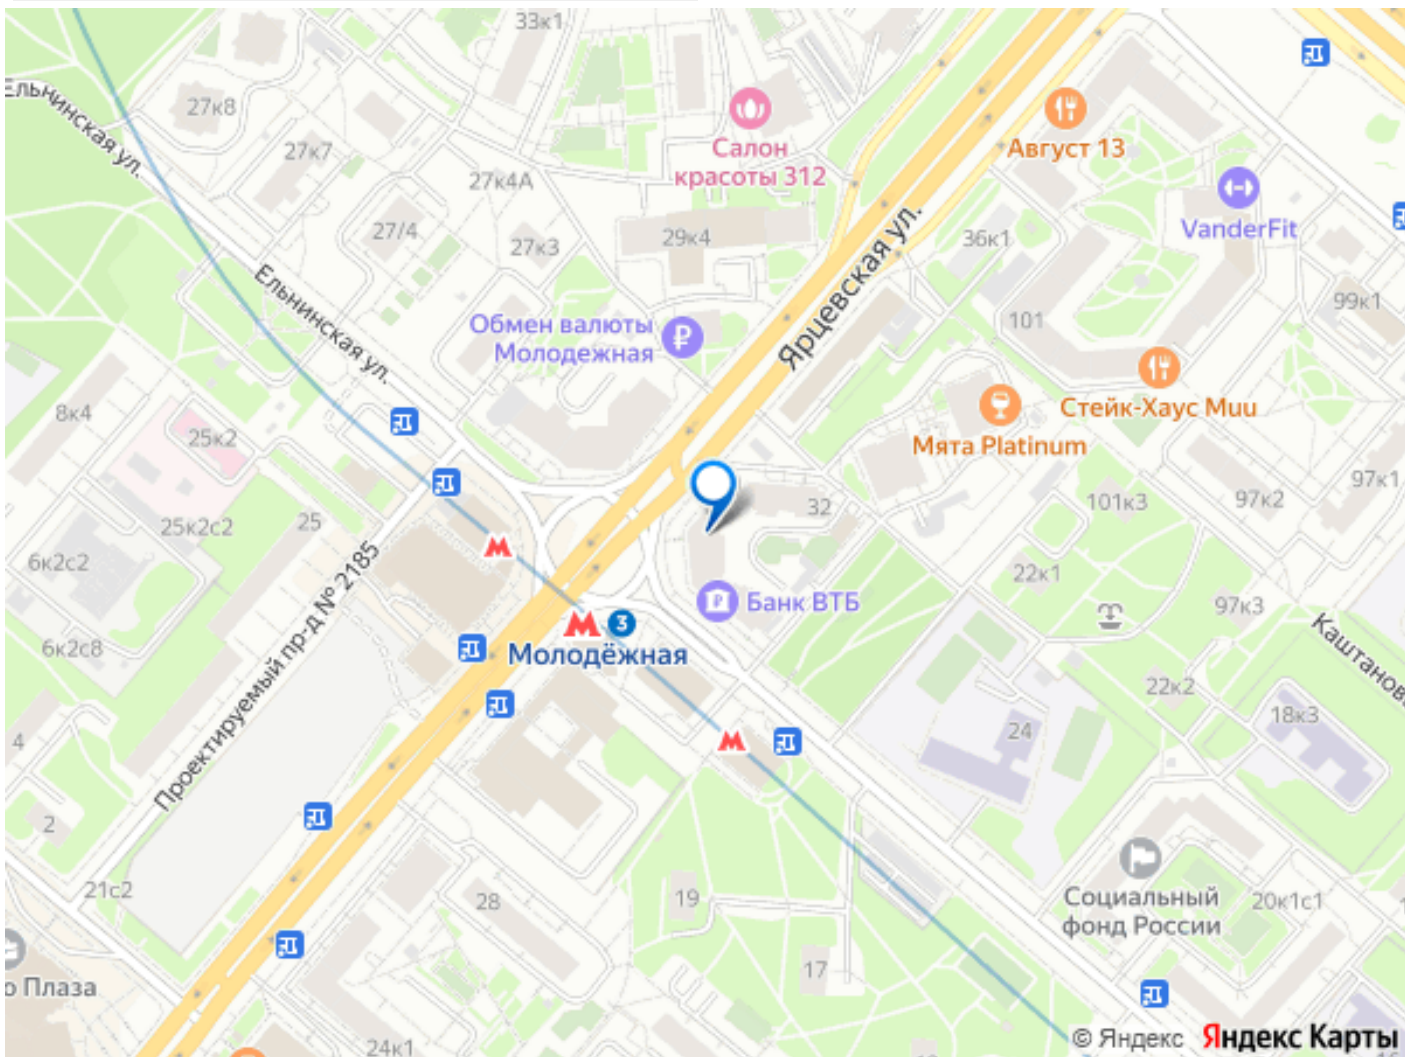 33к1
27к8
Ельнинская ул.
27к7
27к4А
Салон
красоты 312
Август 13
VanderFit
27/4
27к3
29к4
Ярцевская ул.
36к1
99к1
101
Ельнинская ул.
Обмен валюты
Молодежная
Стейк-Хаус Muu
Мята Platinum
8к4
25к2
25к2с2
25
32
101к3
97к2
97к1
6к2с2
22к1
97к3
Банк ВТБ
3
Молодёжная
6к2с8
Проектируемый пр-д № 2185
Каштанов
22к2
18к3
24
4
2
21с2
28
19
17
Социальный
фонд России
20к1с1
о Плаза
24к1
© Яндекс Яндекс Карты